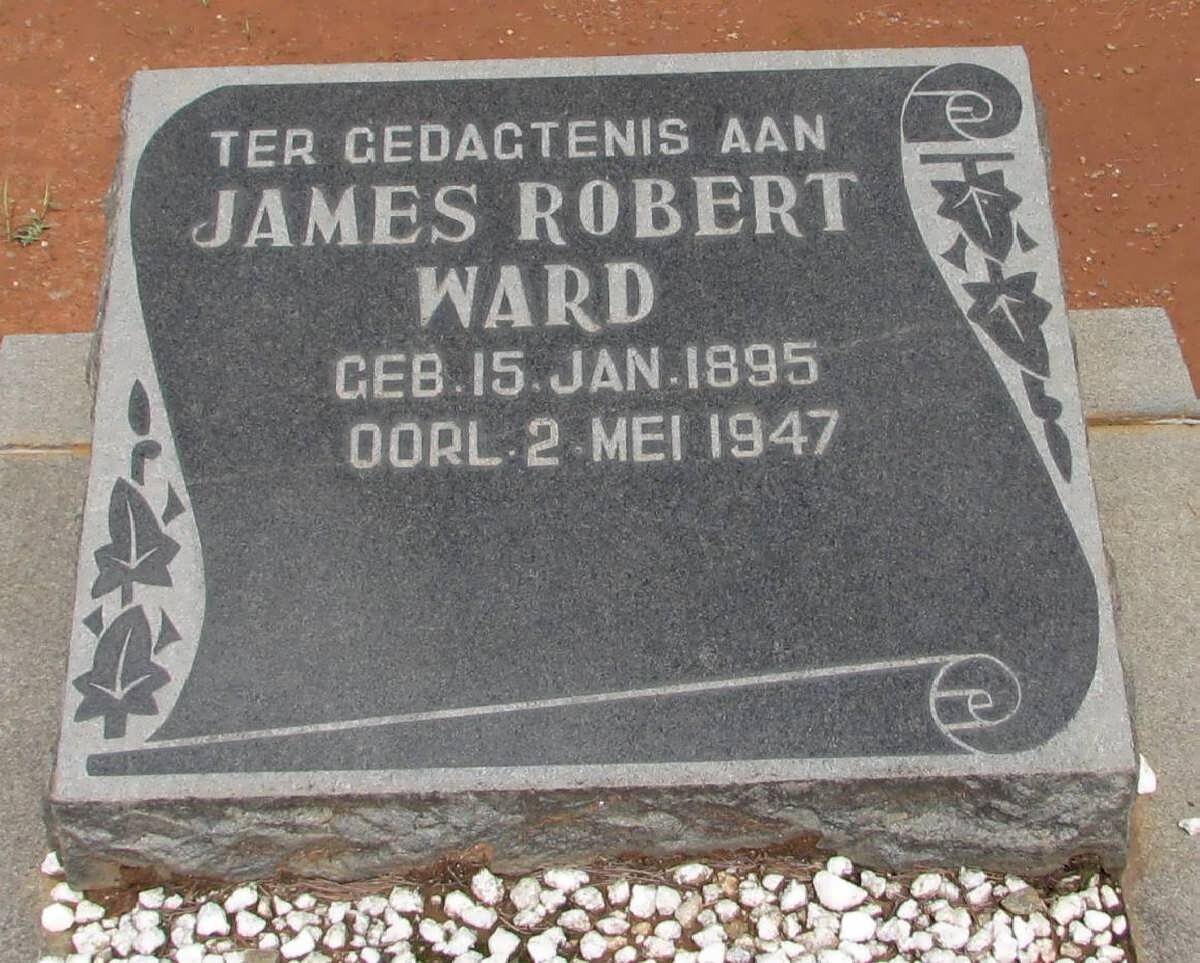 TER GEDAGTENIS AAN
JAMES ROBERT
WARD
GEB. 15. JAN. 1895
OORL. 2. MEI 1947